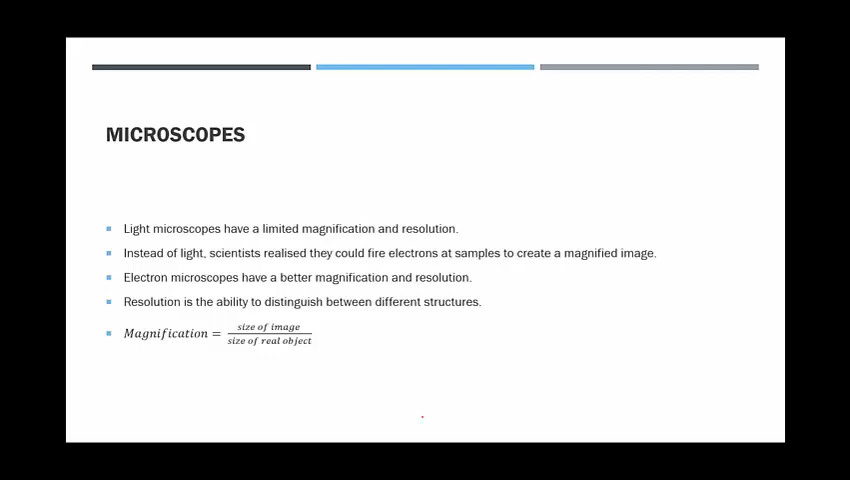 MICROSCOPES
Light microscopes have a limited magnification and resolution.
Instead of light, scientists realised they could fire electrons at samples to create a magnified image.
Electron microscopes have a better magnification and resolution.
Resolution is the ability to distinguish between different structures.
Magnification = size of image / size of real object